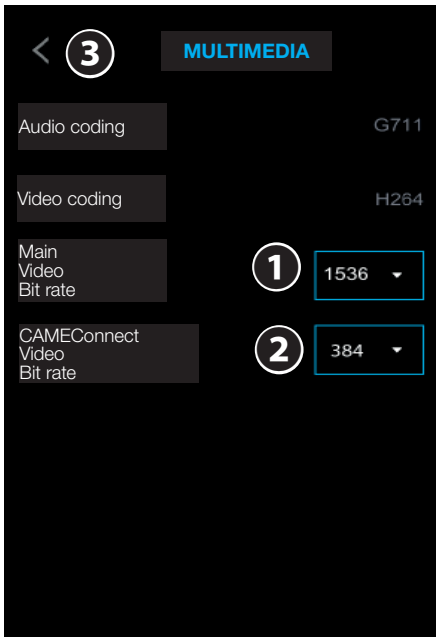 < 3 MULTIMEDIA
Audio coding G711
Video coding H264
Main
Video
Bit rate
1 1536
CAMEConnect
Video
Bit rate
2 384